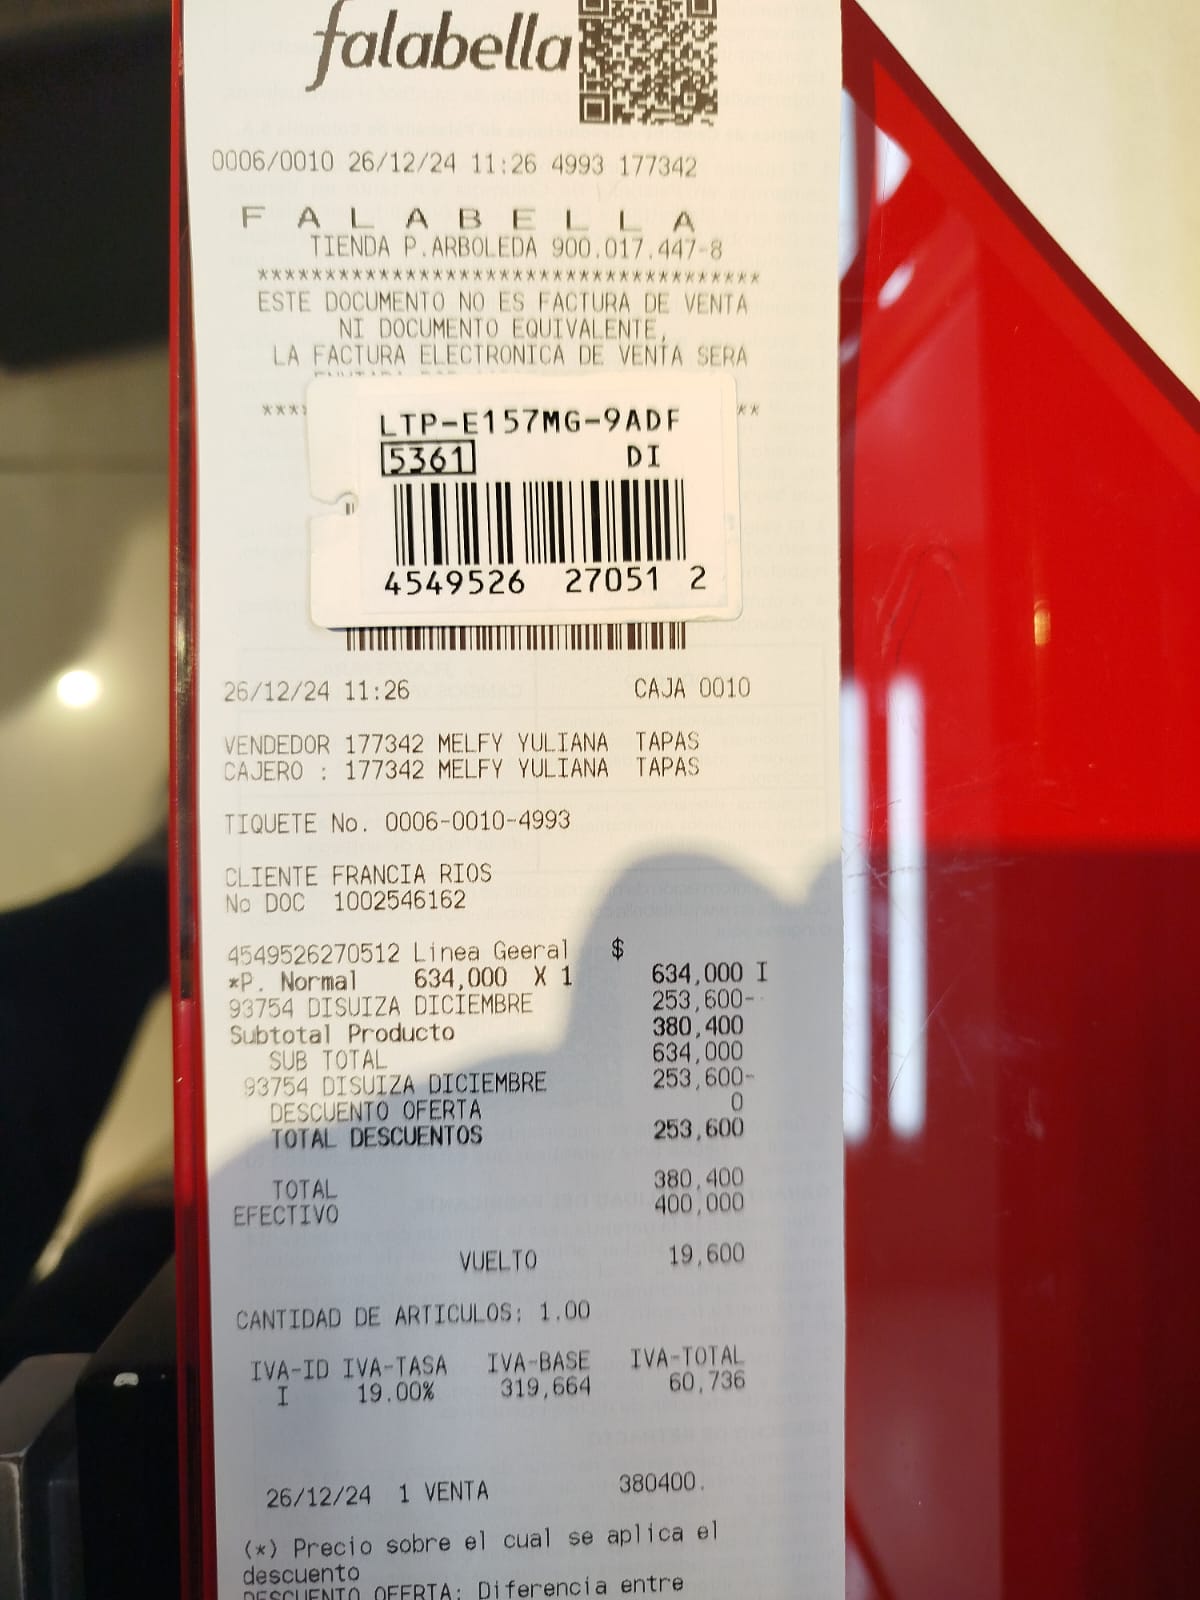 falabella
0006/0010 26/12/24 11:26 4993 177342
F A L A B E L L A
TIENDA P.ARBOLEDA 900.017.447-8
*************************************
ESTE DOCUMENTO NO ES FACTURA DE VENTA
NI DOCUMENTO EQUIVALENTE,
LA FACTURA ELECTRONICA DE VENTA SERA
LTP-E157MG-9ADF
5361 DI
4549526 27051 2
26/12/24 11:26 CAJA 0010
VENDEDOR 177342 MELFY YULIANA TAPAS
CAJERO : 177342 MELFY YULIANA TAPAS
TIQUETE No. 0006-0010-4993
CLIENTE FRANCIA RIOS
No DOC 1002546162
4549526270512 Linea Geeral $
*P. Normal 634,000 X 1 634,000 I
93754 DISUIZA DICIEMBRE 253,600-
Subtotal Producto 380,400
SUB TOTAL 634,000
93754 DISUIZA DICIEMBRE 253,600-
DESCUENTO OFERTA 0
TOTAL DESCUENTOS 253,600
TOTAL 380,400
EFECTIVO 400,000
VUELTO 19,600
CANTIDAD DE ARTICULOS: 1.00
IVA-ID IVA-TASA IVA-BASE IVA-TOTAL
I 19.00% 319,664 60,736
26/12/24 1 VENTA 380400.
(*) Precio sobre el cual se aplica el
descuento
DESCUENTO OFERTA: Diferencia entre